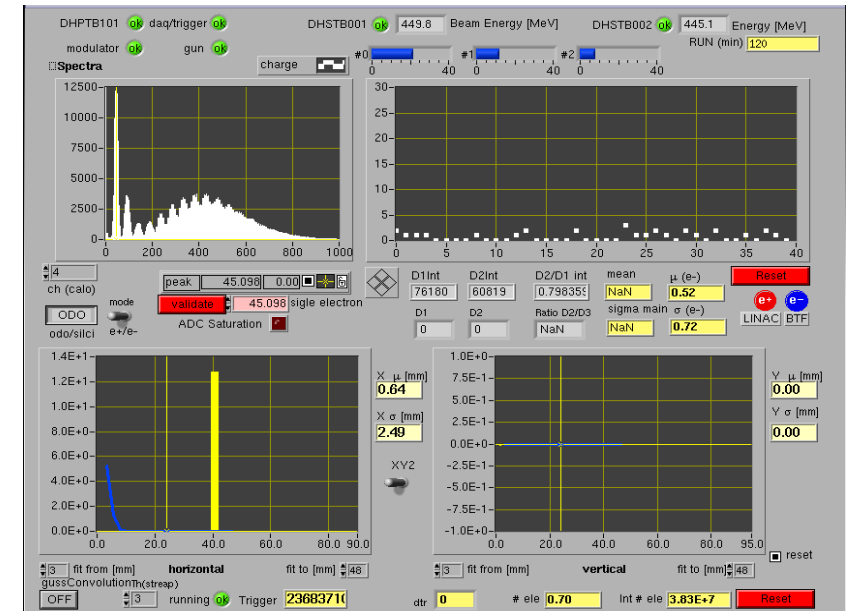 DHPTB101 ok daq/trigger ok DHSTB001 ok 449.8 Beam Energy [MeV] DHSTB002 ok 445.1 Energy [MeV]
modulator ok gun ok RUN (min) 120
#0 #1 #2
0 40 0 40 0 40
Spectra charge
12500
10000
7500
5000
2500
0
0 200 400 600 800 1000
30
25
20
15
10
5
0
0 5 10 15 20 25 30 35 40
4
ch (calo)
peak 45.098 0.00
validate 45.098 sigle electron
ADC Saturation
ODO
odo/silci
mode
e+/e-
D1Int D2Int D2/D1 int mean μ (e-) Reset
76180 60819 0.79835 NaN 0.52
D1 D2 Ratio D2/D3 sigma main σ (e-)
0 0 NaN NaN 0.72
e+ e-
LINAC BTF
1.4E+1
1.2E+1
1.0E+1
8.0E+0
6.0E+0
4.0E+0
2.0E+0
0.0E+0
0.0 20.0 40.0 60.0 80.0 90.0
X μ [mm]
0.64
X σ [mm]
2.49
XY2
1.0E+0
7.5E-1
5.0E-1
2.5E-1
0.0E+0
-2.5E-1
-5.0E-1
-7.5E-1
-1.0E+0
0.0 20.0 40.0 60.0 80.0 95.0
Y μ [mm]
0.00
Y σ [mm]
0.00
reset
3 fit from [mm] horizontal fit to [mm] 48
3 fit from [mm] vertical fit to [mm] 48
gussConvolution Th(streap)
OFF 3 running ok Trigger 2368371 dtr 0 # ele 0.70 Int # ele 3.83E+7 Reset